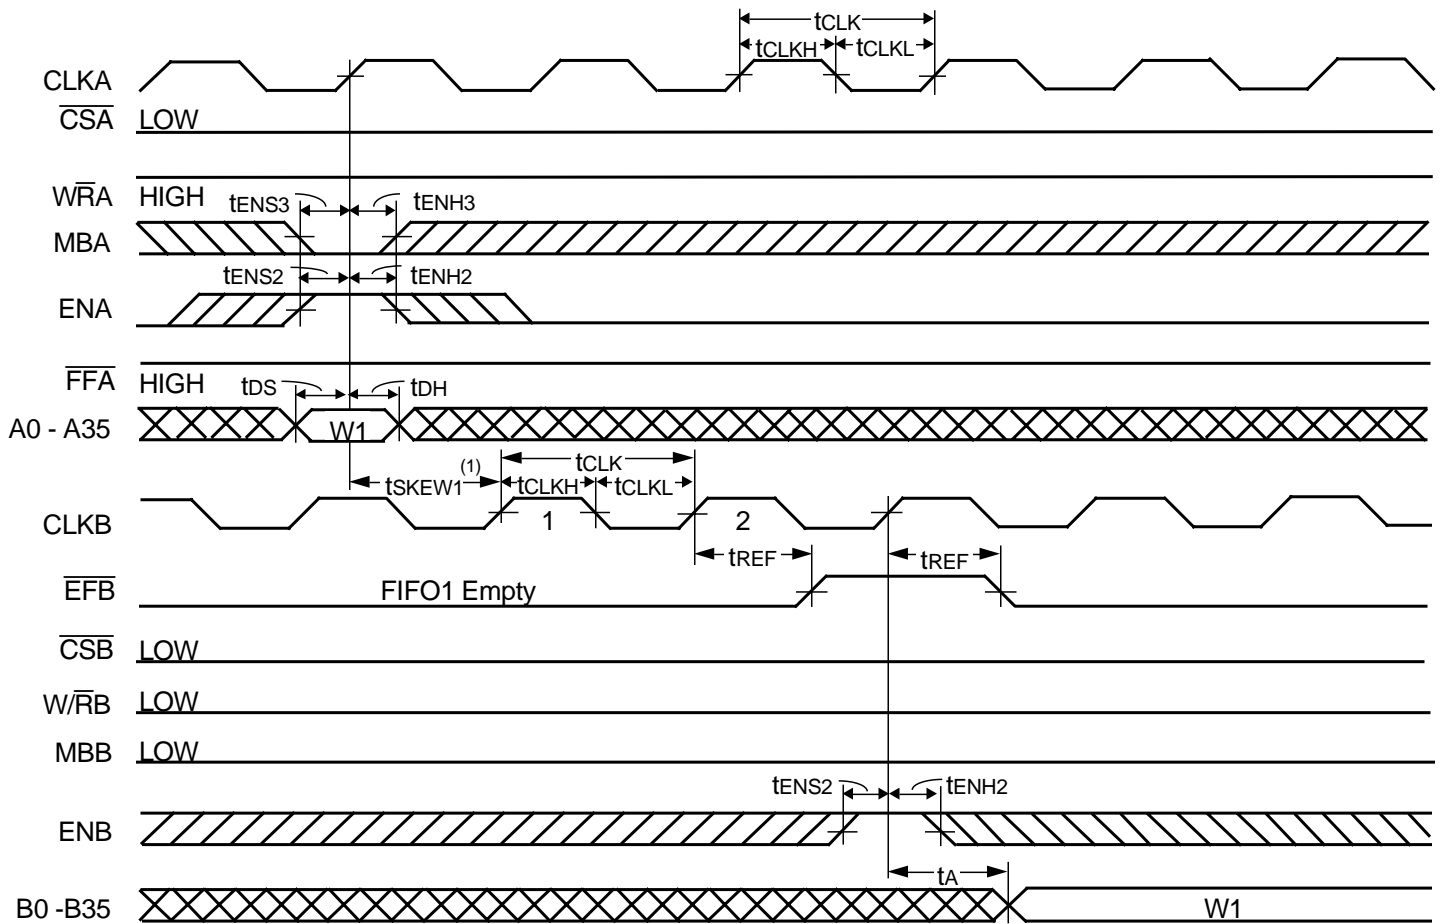 tCLK
tCLKH tCLKL
CLKA
CSA LOW
WRA HIGH
tENS3 tENH3
MBA
tENS2 tENH2
ENA
FFA HIGH
tDS tDH
A0 - A35 W1
tSKEW1 (1) tCLK
tCLKH tCLKL
CLKB 1 2
tREF tREF
EFB FIFO1 Empty
CSB LOW
W/RB LOW
MBB LOW
tENS2 tENH2
ENB
tA
B0 -B35 W1